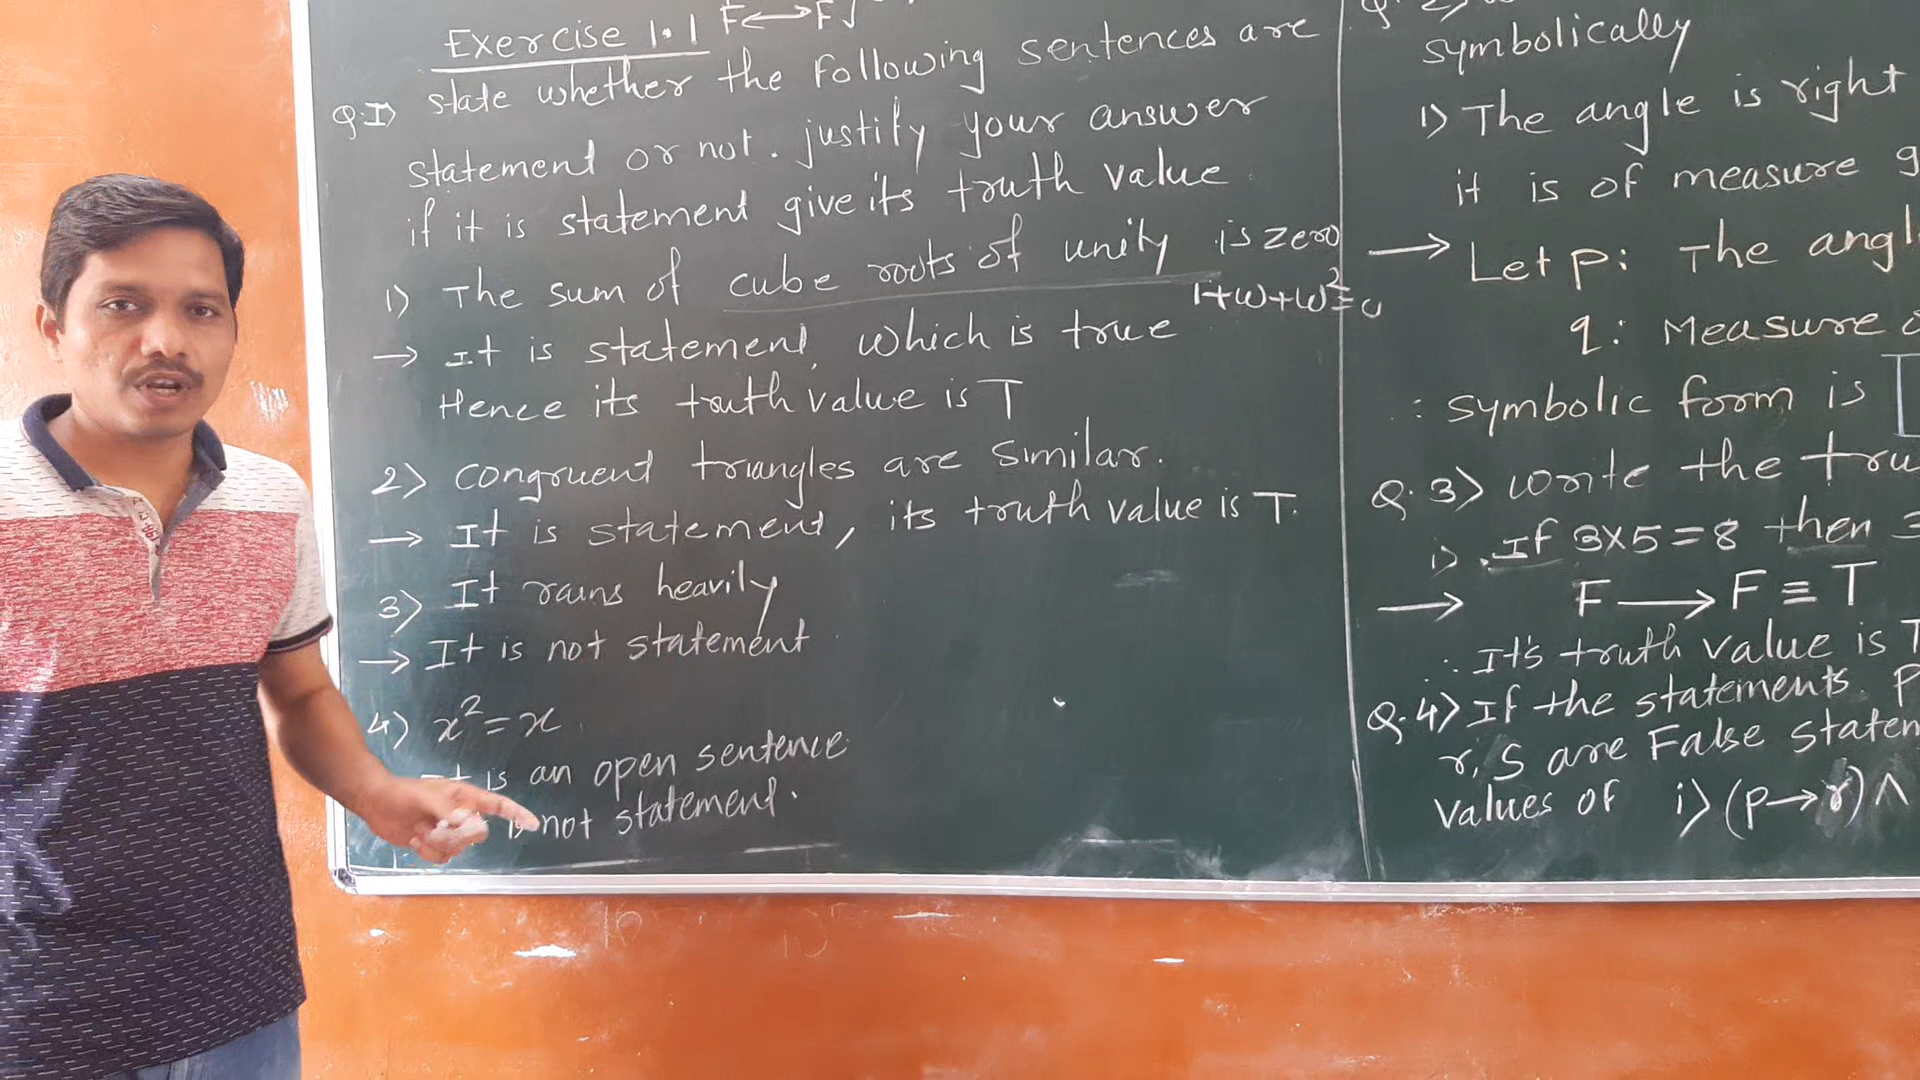 Exercise 1.1 F↔F
Q.I) state whether the following sentences are
statement or not. justify your answer
if it is statement give its truth value
1) The sum of cube roots of unity is zero
1+ω+ω²=0
→ It is statement, which is true
Hence its truth value is T
2) congruent triangles are similar.
→ It is statement, its truth value is T.
3) It rains heavily
→ It is not statement
4) x²=x
is an open sentence
is not statement.
symbolically
1) The angle is right
it is of measure
→ Let p: The angl
q: Measure
∴ symbolic form is
Q.3) write the tru
i) If 3×5=8 then 3
→ F → F ≡ T
∴ It's truth value is T
Q.4) If the statements P
r, S are False statem
values of i) (p→r)∧